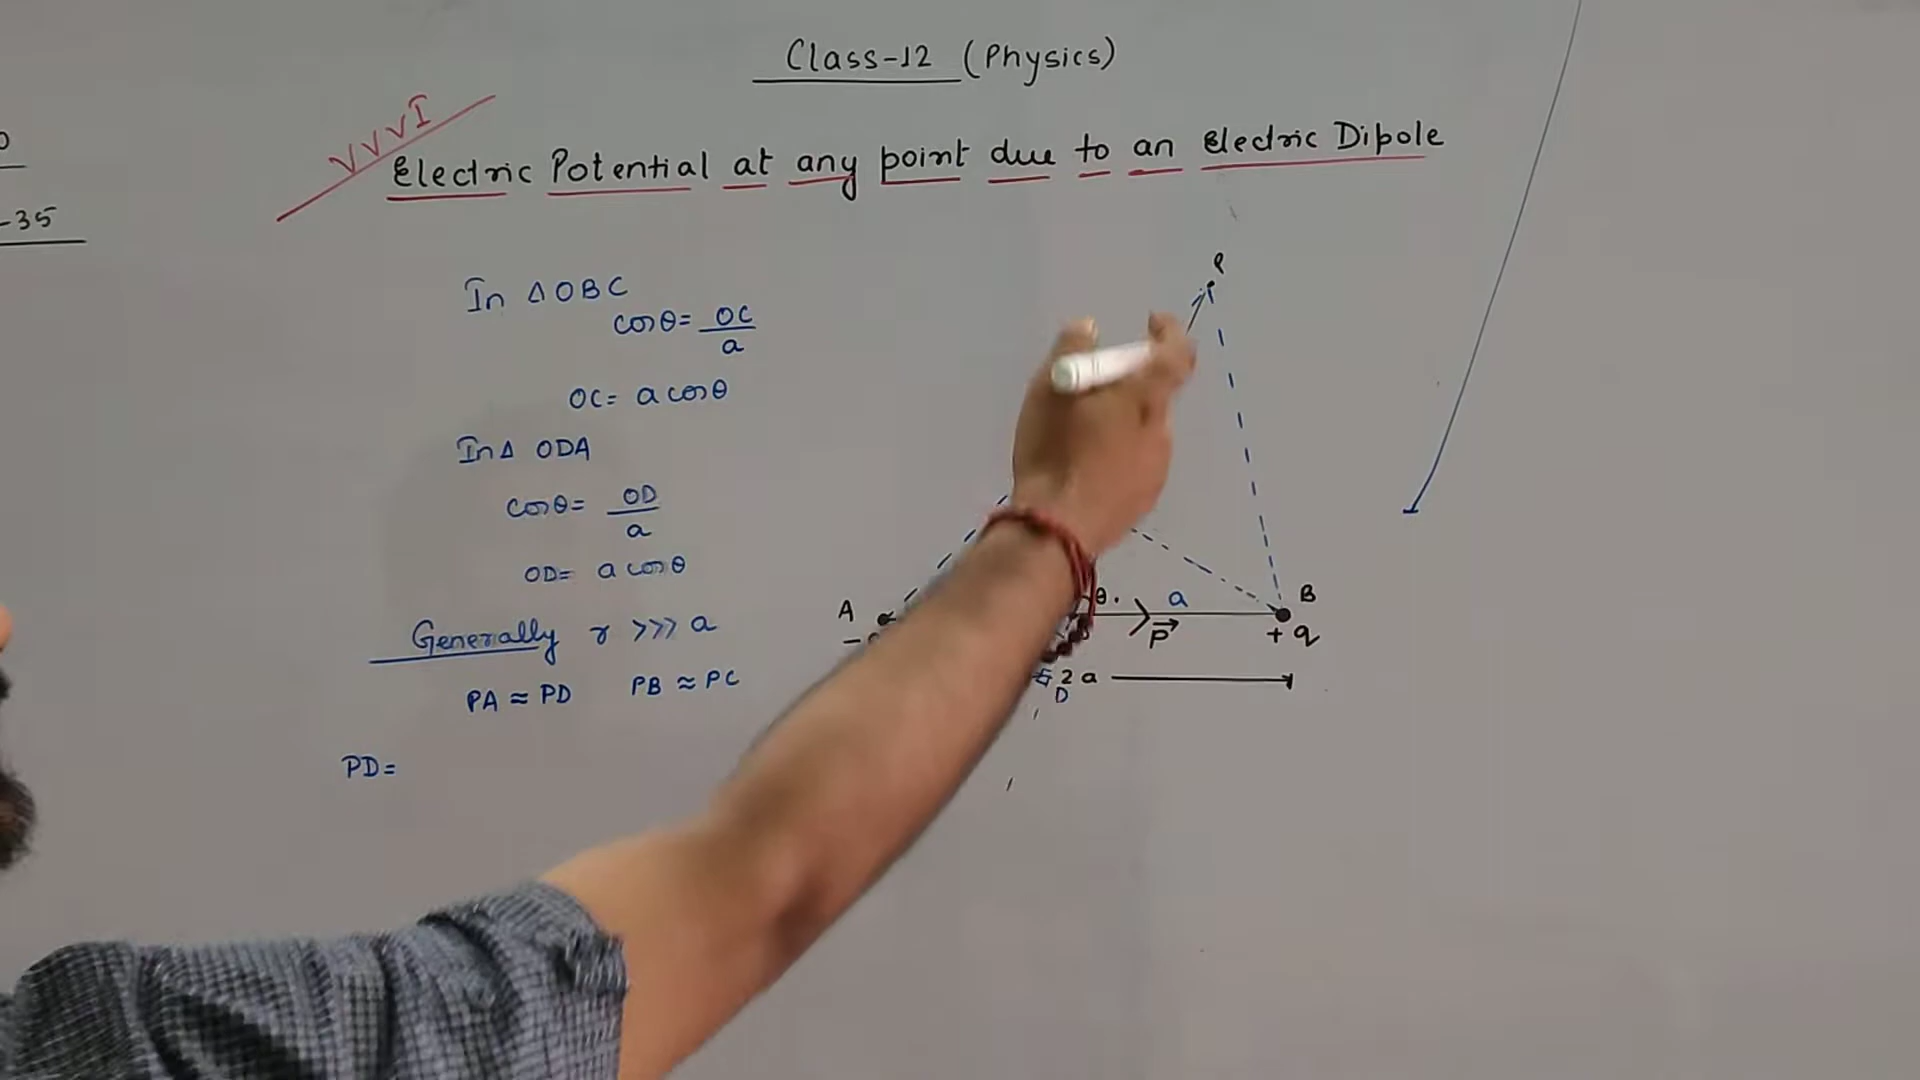 Class-12 (Physics)
VVVI
Electric Potential at any point due to an Electric Dipole
-35
In Δ OBC
cosθ = OC
a
OC = a cosθ
In Δ ODA
cosθ = OD
a
OD = a cosθ
Generally r >>> a
PA ≈ PD PB ≈ PC
PD =
P
A
θ
a
B
p⃗
+q
2a
D